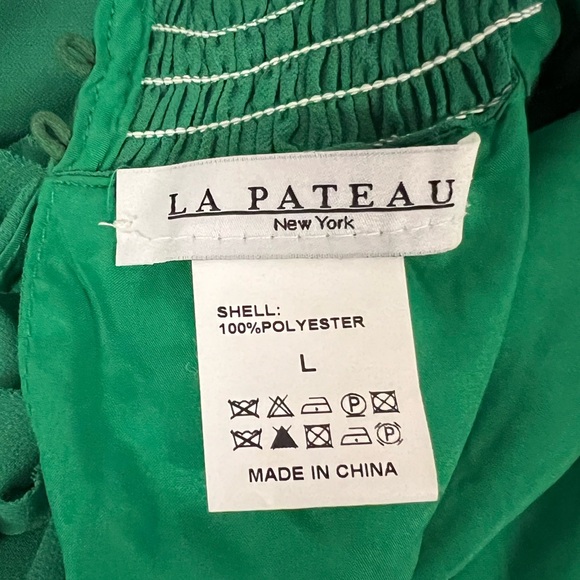 LA PATEAU
New York
SHELL:
100%POLYESTER
L
P
P
MADE IN CHINA